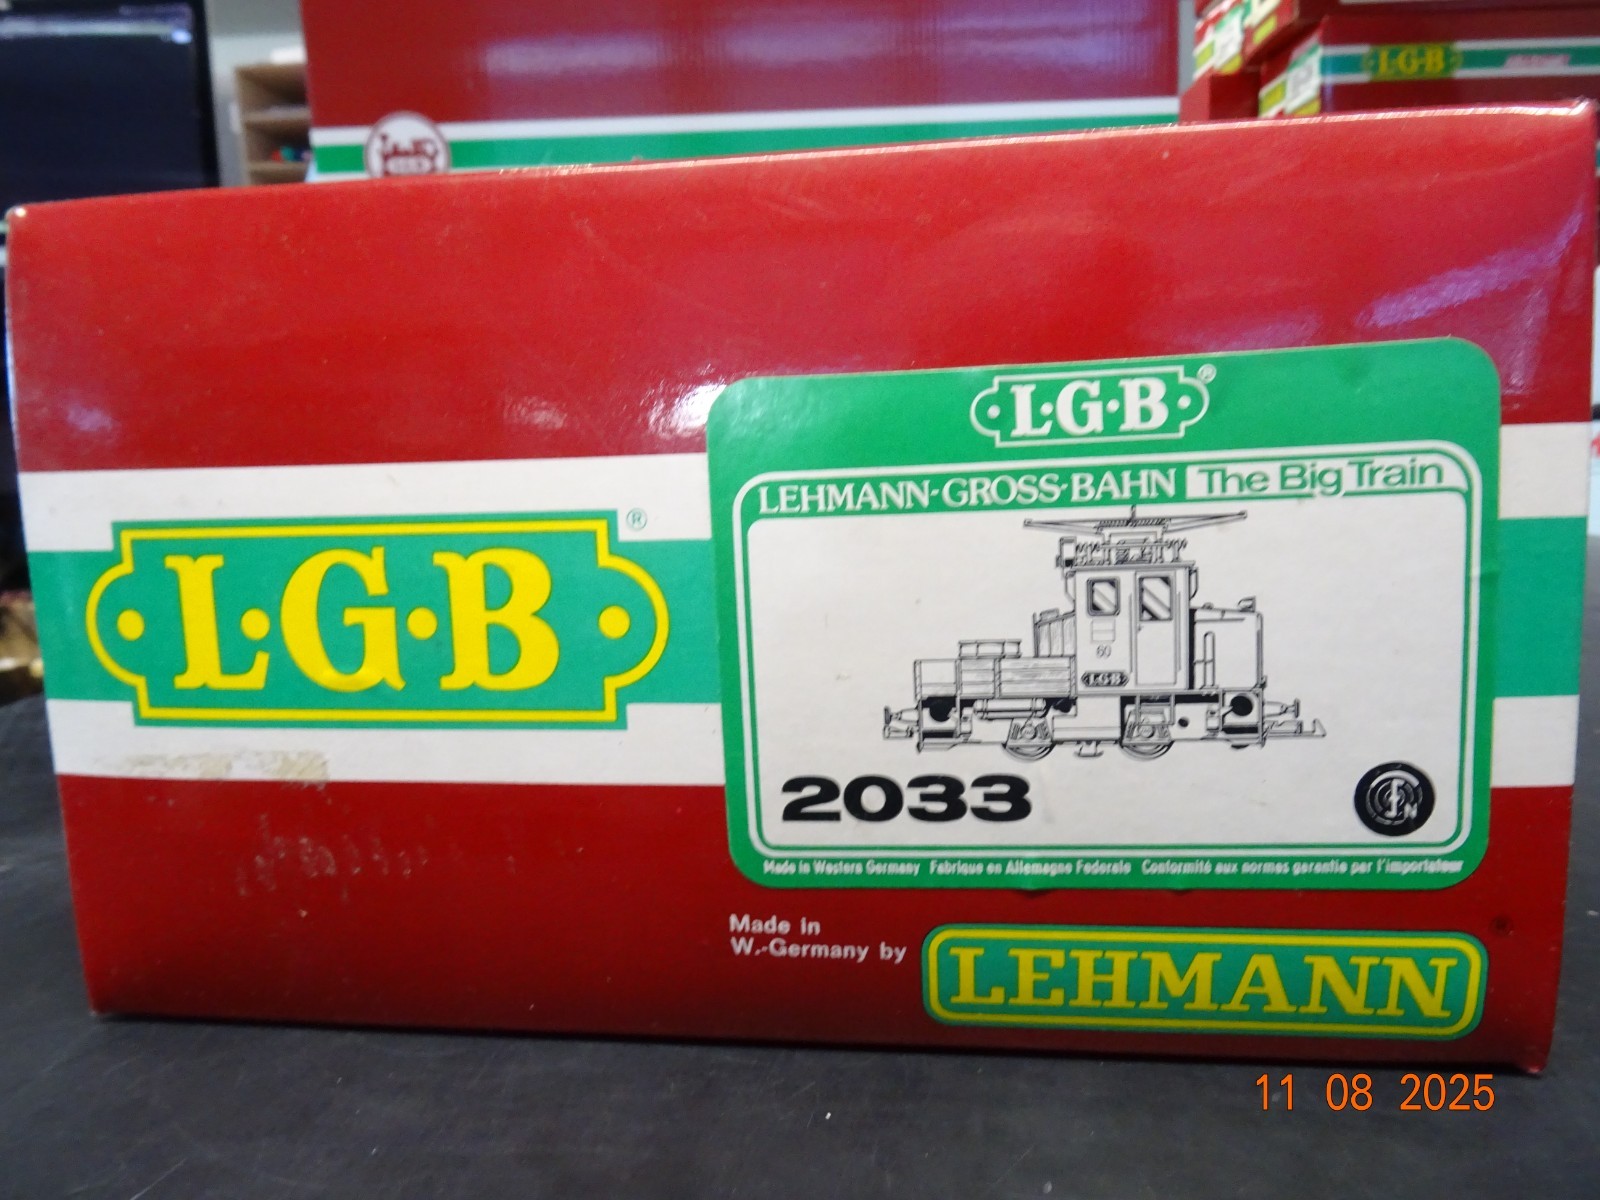 L·G·B
L·G·B ®
L·G·B ®
LEHMANN-GROSS-BAHN The Big Train
60
LGB
2033
Made in Western Germany Fabrique en Allemagne Federale Conformité aux normes garantie par l'importateur
Made in
W.-Germany by
LEHMANN
11 08 2025